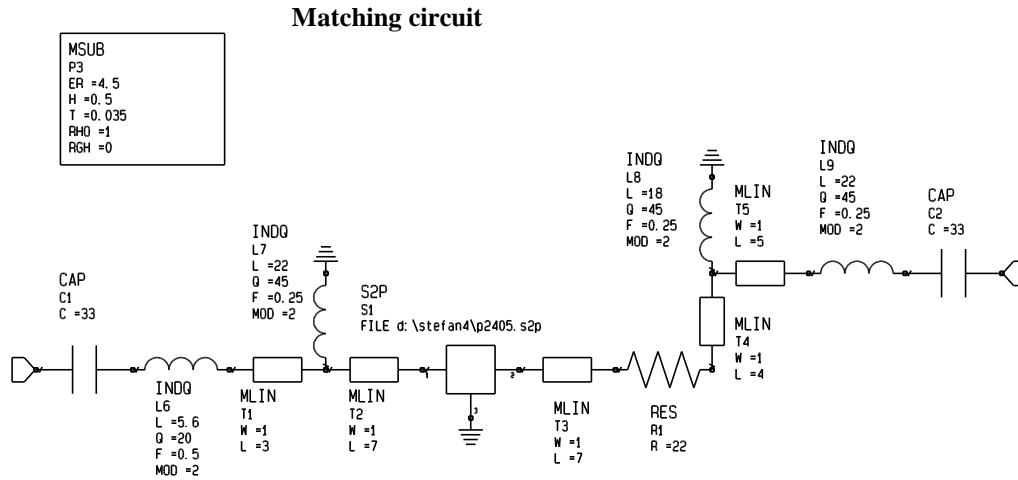 Matching circuit
MSUB
P3
ER =4.5
H =0.5
T =0.035
RHO =1
RGH =0
INDQ
L8
L =18
Q =45
F =0.25
MOD =2
MLIN
T5
W =1
L =5
INDQ
L9
L =22
Q =45
F =0.25
MOD =2
CAP
C2
C =33
INDQ
L7
L =22
Q =45
F =0.25
MOD =2
CAP
C1
C =33
S2P
S1
FILE d:\stefan4\p2405.s2p
MLIN
T4
W =1
L =4
1
2
3
INDQ
L6
L =5.6
Q =20
F =0.5
MOD =2
MLIN
T1
W =1
L =3
MLIN
T2
W =1
L =7
MLIN
T3
W =1
L =7
RES
R1
R =22